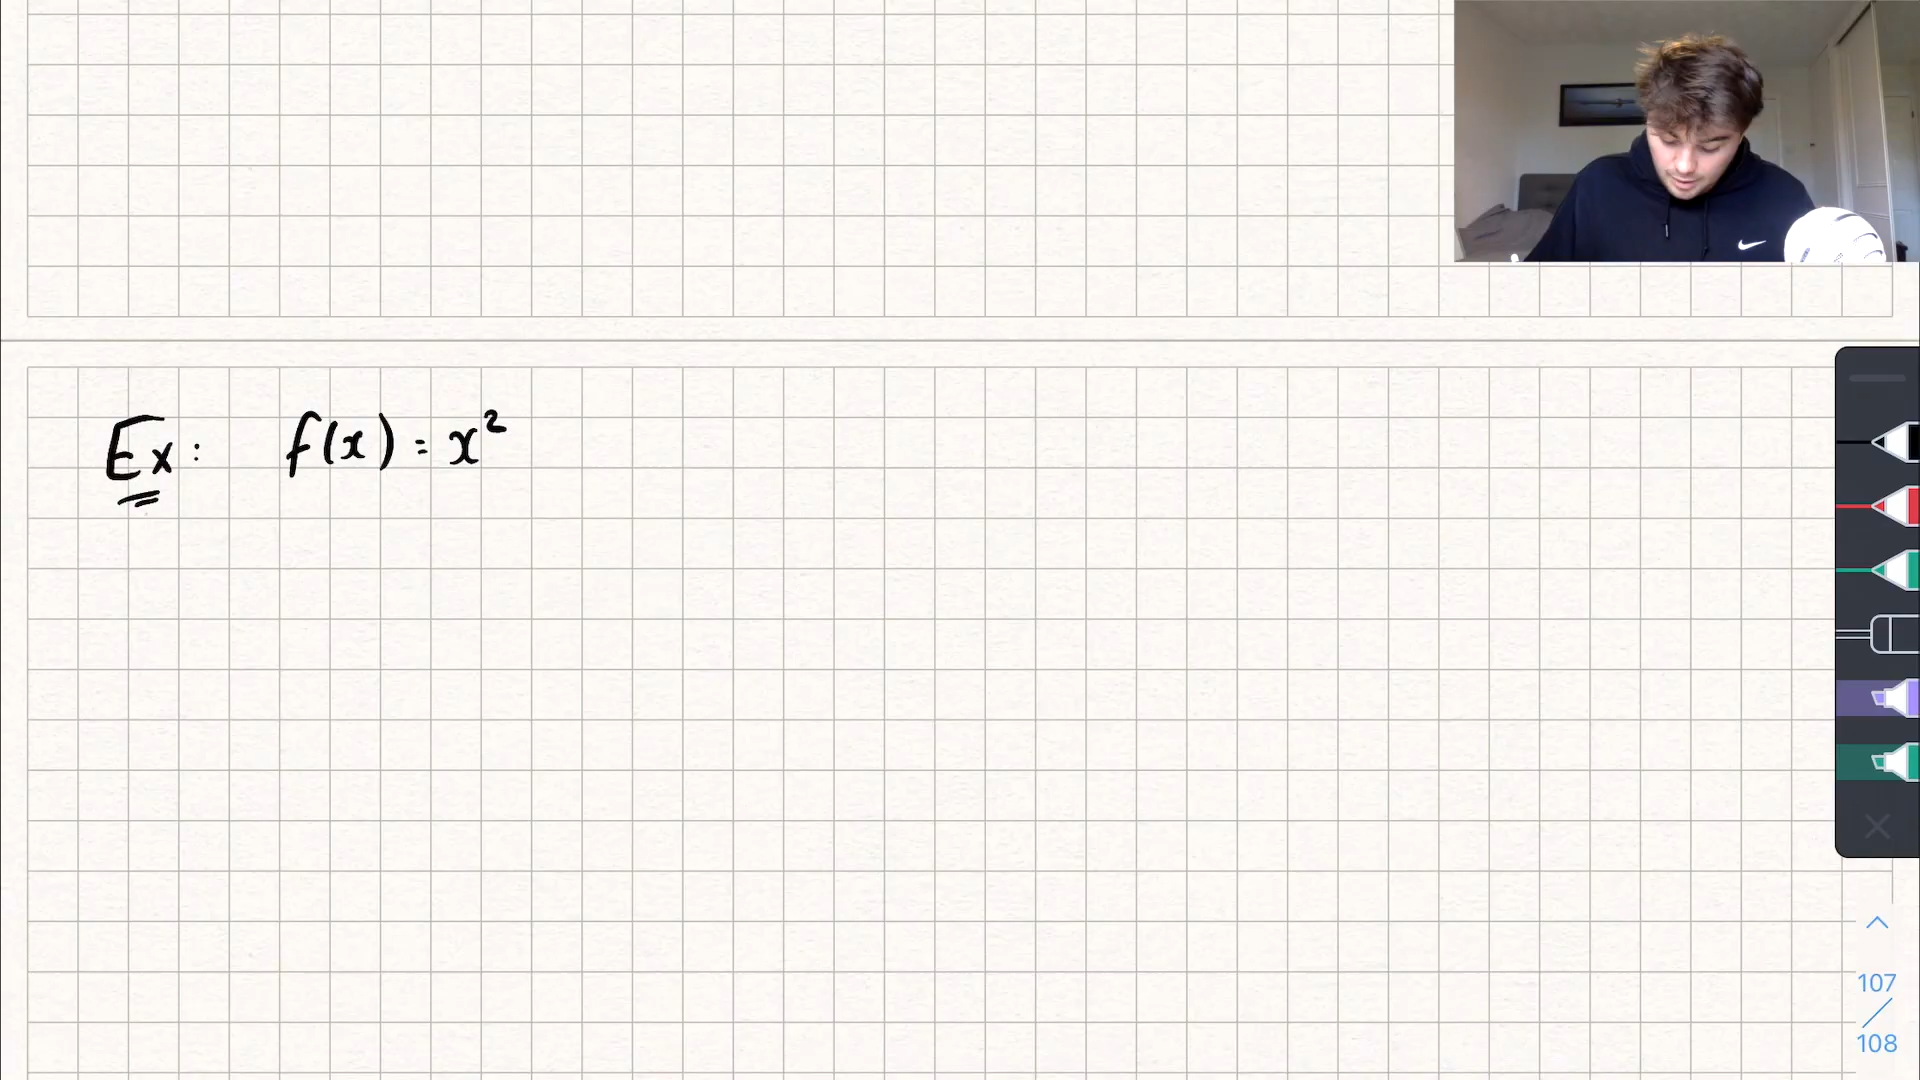 Ex: f(x) = x²
107
/
108